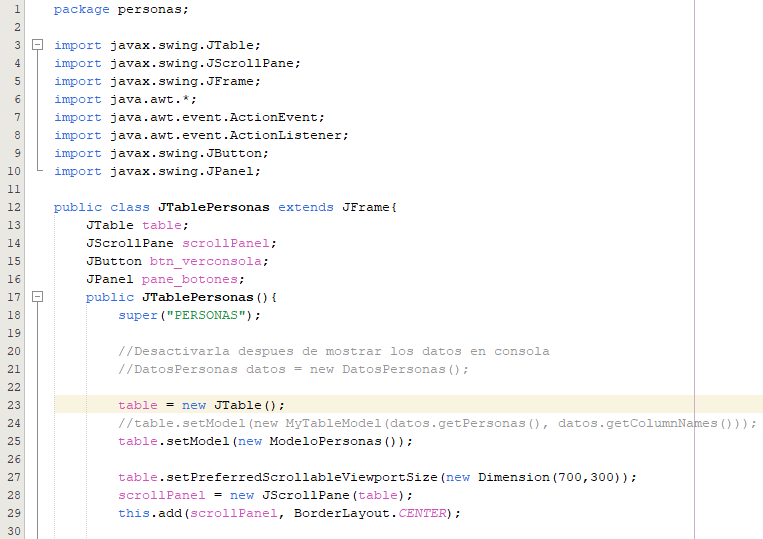 1 package personas;
2
3 import javax.swing.JTable;
4 import javax.swing.JScrollPane;
5 import javax.swing.JFrame;
6 import java.awt.*;
7 import java.awt.event.ActionEvent;
8 import java.awt.event.ActionListener;
9 import javax.swing.JButton;
10 import javax.swing.JPanel;
11
12 public class JTablePersonas extends JFrame{
13 JTable table;
14 JScrollPane scrollPanel;
15 JButton btn_verconsola;
16 JPanel pane_botones;
17 public JTablePersonas(){
18 super("PERSONAS");
19
20 //Desactivarla despues de mostrar los datos en consola
21 //DatosPersonas datos = new DatosPersonas();
22
23 table = new JTable();
24 //table.setModel(new MyTableModel(datos.getPersonas(), datos.getColumnNames()));
25 table.setModel(new ModeloPersonas());
26
27 table.setPreferredScrollableViewportSize(new Dimension(700,300));
28 scrollPanel = new JScrollPane(table);
29 this.add(scrollPanel, BorderLayout.CENTER);
30